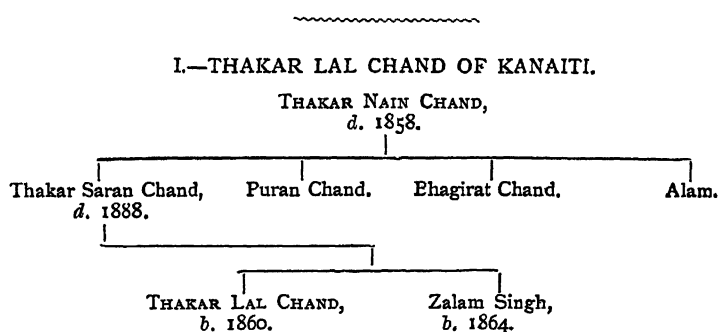 I.—THAKAR LAL CHAND OF KANAITI.
THAKAR NAIN CHAND,
d. 1858.
Thakar Saran Chand, Puran Chand. Bhagirat Chand. Alam.
d. 1888.
THAKAR LAL CHAND, Zalam Singh,
b. 1860. b. 1864.